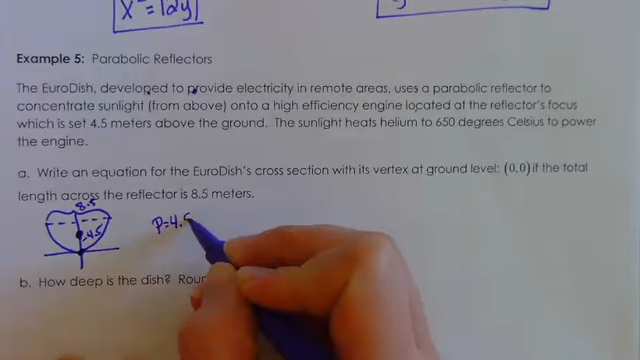 x²=12y
Example 5: Parabolic Reflectors
The EuroDish, developed to provide electricity in remote areas, uses a parabolic reflector to
concentrate sunlight (from above) onto a high efficiency engine located at the reflector's focus
which is set 4.5 meters above the ground. The sunlight heats helium to 650 degrees Celsius to power
the engine.
a. Write an equation for the EuroDish's cross section with its vertex at ground level: (0,0) if the total
length across the reflector is 8.5 meters.
8.5
4.5
P=4.5
b. How deep is the dish?